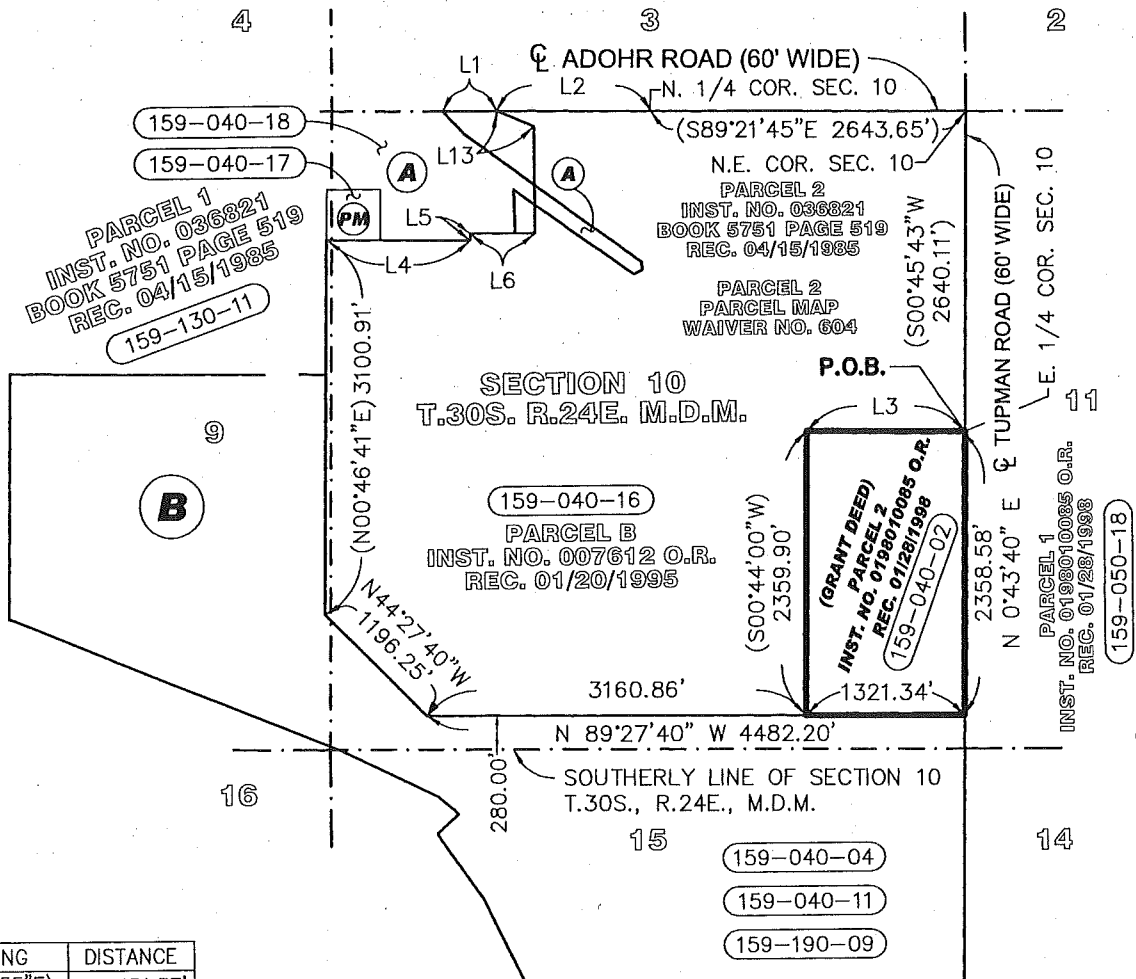 4
3
2
℄ ADOHR ROAD (60' WIDE)
L1
L2
N. 1/4 COR. SEC. 10
159-040-18
(S89°21'45"E 2643.65')
L13
A
A
N.E. COR. SEC. 10
159-040-17
PM
L5
L4
L6
PARCEL 1
INST. NO. 036821
BOOK 5751 PAGE 519
REC. 04/15/1985
159-130-11
PARCEL 2
INST. NO. 036821
BOOK 5751 PAGE 519
REC. 04/15/1985
PARCEL 2
PARCEL MAP
WAIVER NO. 604
(S00°45'43"W
2640.11')
℄ TUPMAN ROAD (60' WIDE)
E. 1/4 COR. SEC. 10
(N00°46'41"E) 3100.91'
P.O.B.
L3
SECTION 10
T.30S. R.24E. M.D.M.
9
11
B
159-040-16
PARCEL B
INST. NO. 007612 O.R.
REC. 01/20/1995
(S00°44'00"W)
2359.90'
(GRANT DEED)
PARCEL 2
INST. NO. 0198010085 O.R.
REC. 01/28/1998
159-040-02
2358.58'
N 0°43'40" E
PARCEL 1
INST. NO. 0198010085 O.R.
REC. 01/28/1998
159-050-18
N44°27'40"W
1196.25'
3160.86'
1321.34'
N 89°27'40" W 4482.20'
280.00'
SOUTHERLY LINE OF SECTION 10
T.30S., R.24E., M.D.M.
16
15
14
159-040-04
159-040-11
159-190-09
NG DISTANCE